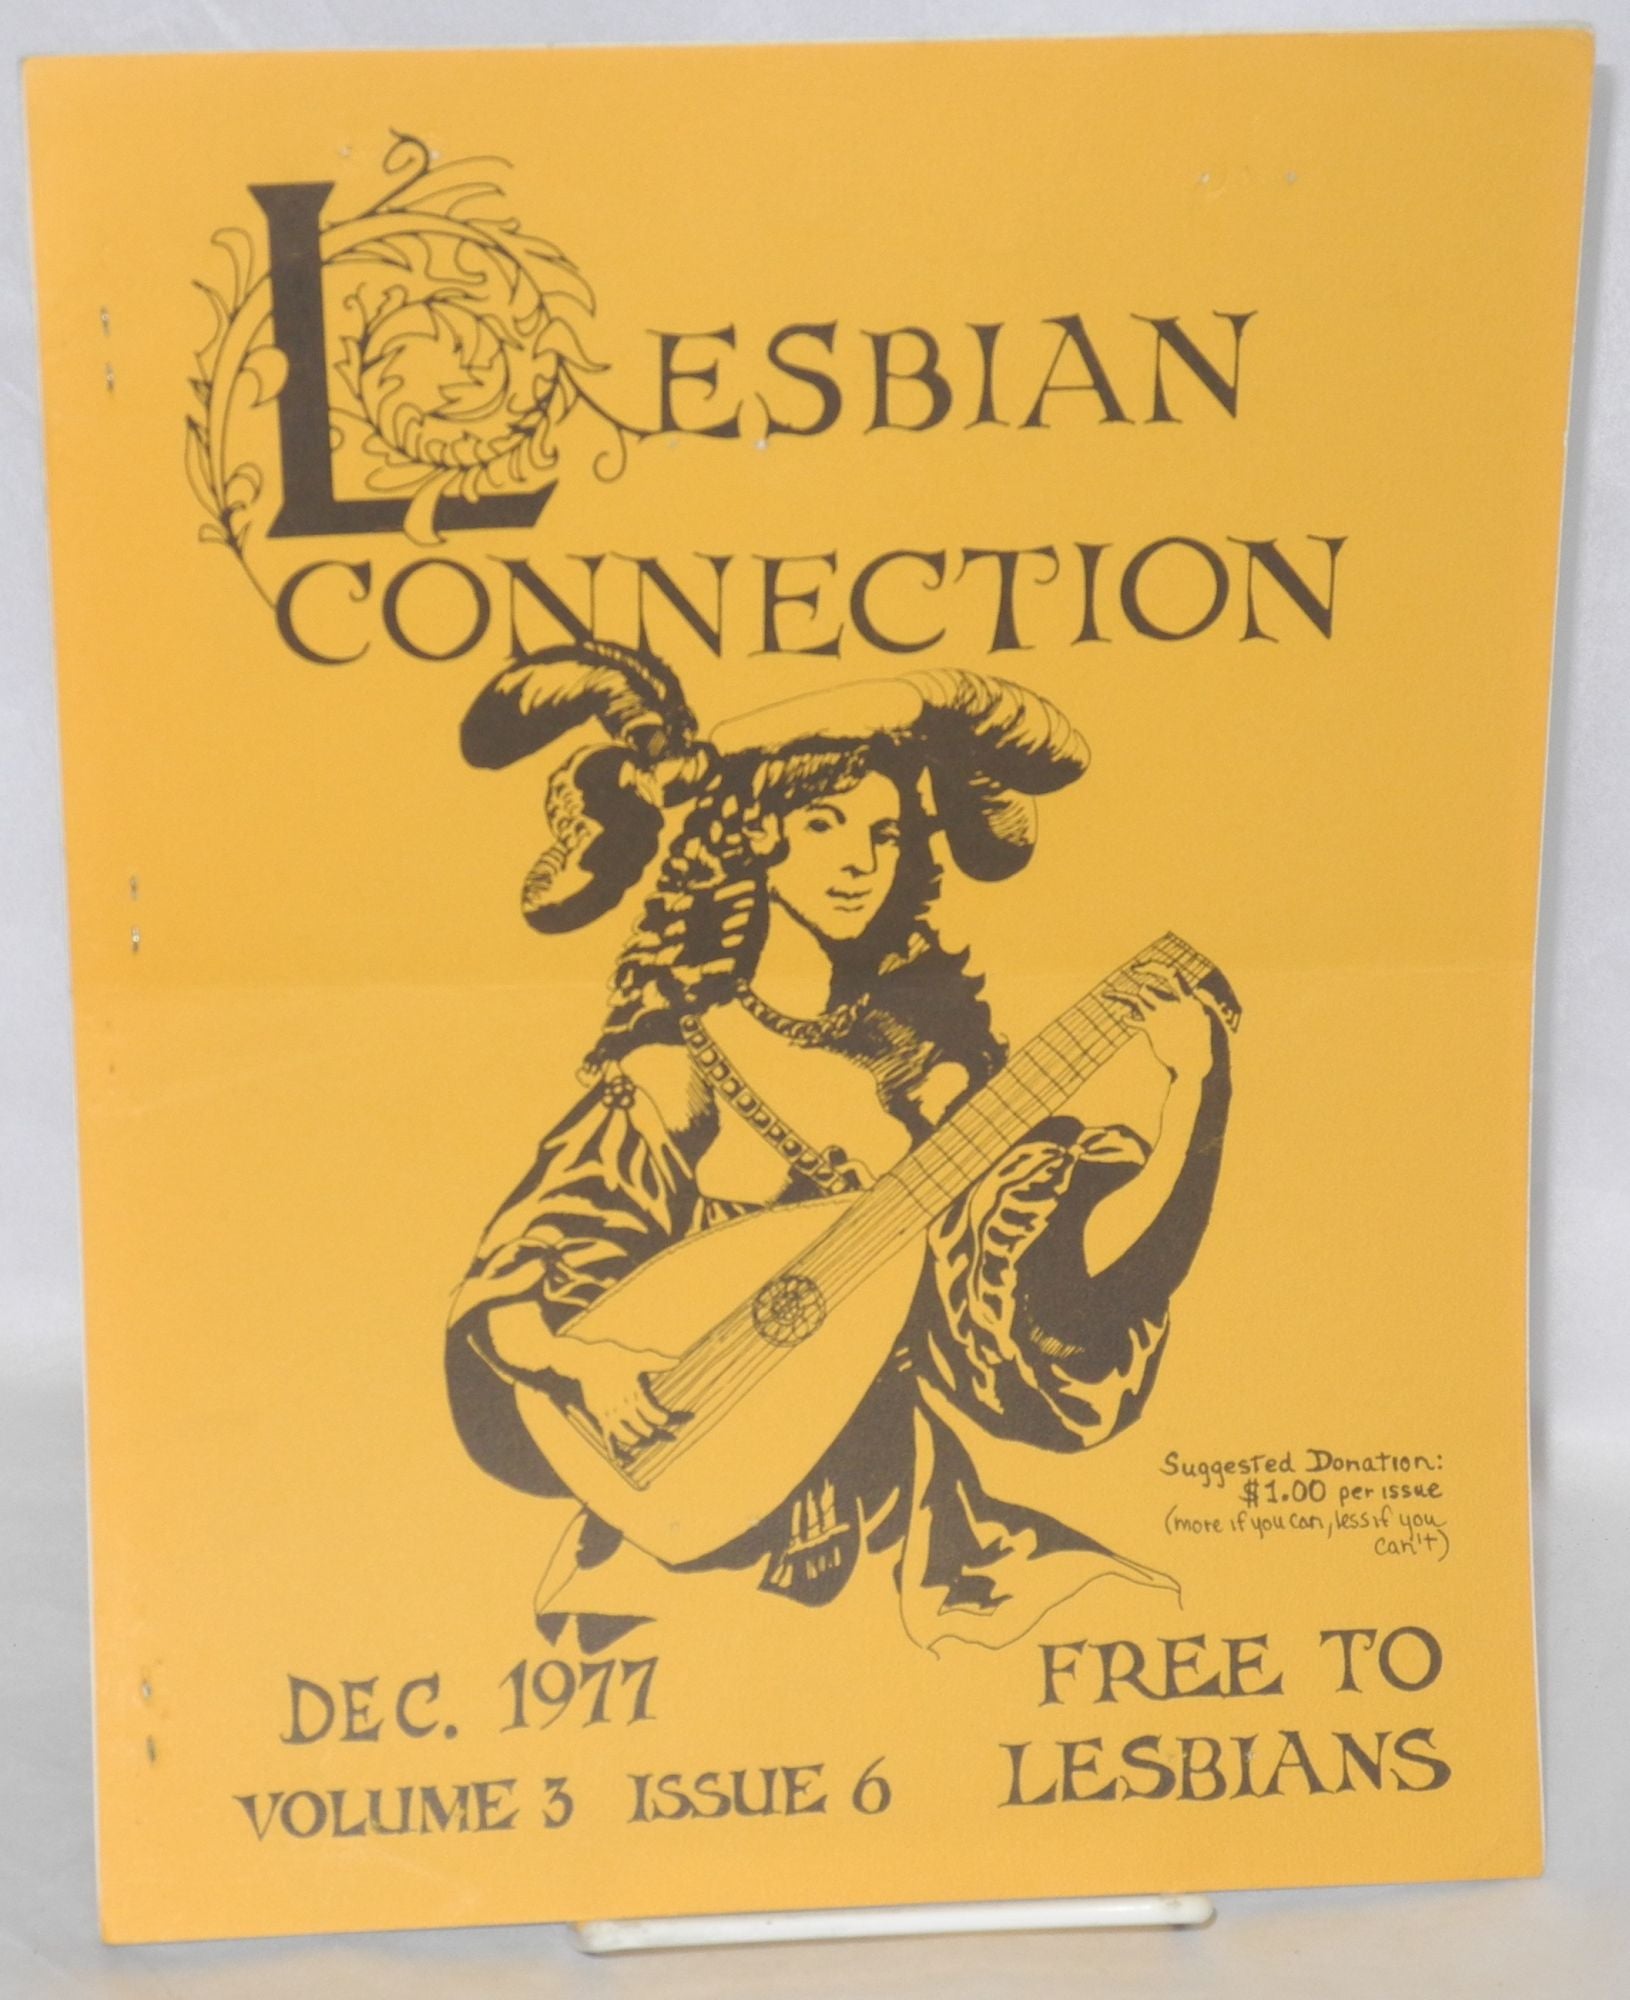 LESBIAN
CONNECTION
Suggested Donation:
$1.00 per issue
(more if you can, less if you
can't)
DEC. 1977
VOLUME 3 ISSUE 6
FREE TO
LESBIANS